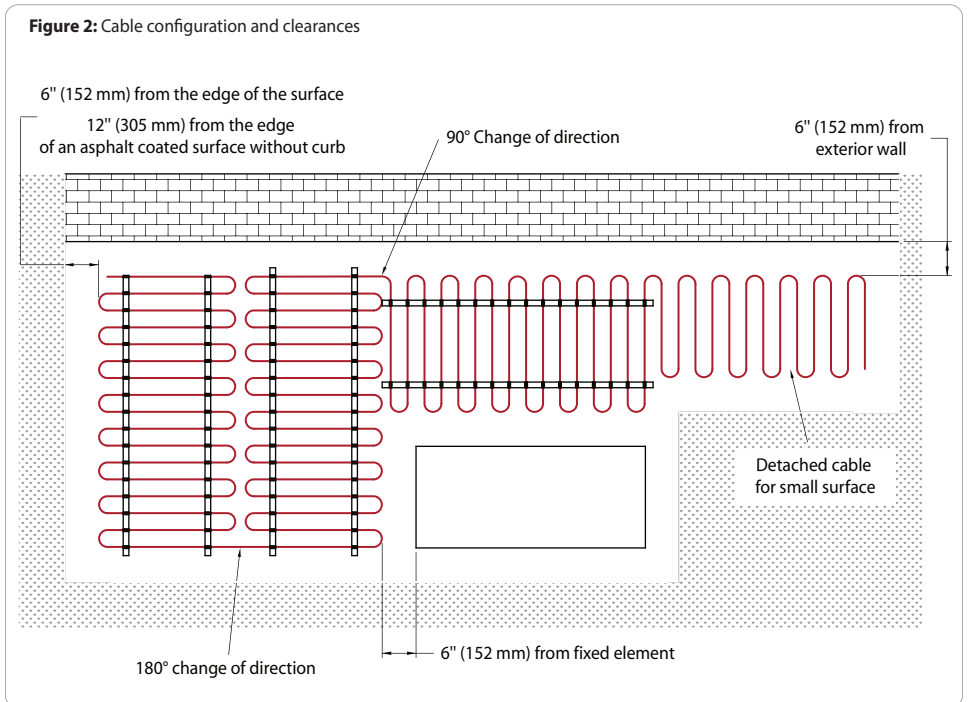 Figure 2: Cable configuration and clearances
6" (152 mm) from the edge of the surface
12" (305 mm) from the edge
of an asphalt coated surface without curb
90° Change of direction
6" (152 mm) from
exterior wall
Detached cable
for small surface
6" (152 mm) from fixed element
180° change of direction